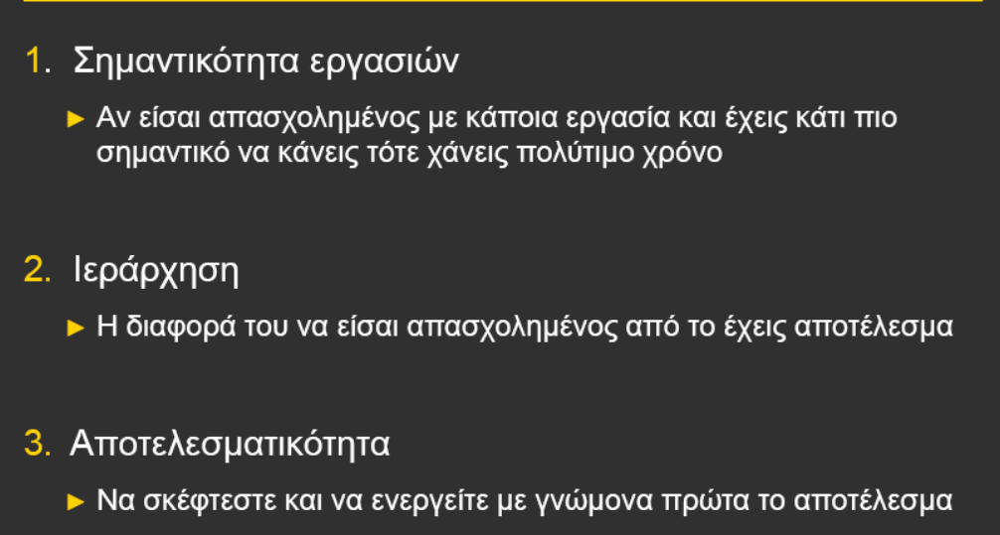 1. Σημαντικότητα εργασιών
► Αν είσαι απασχολημένος με κάποια εργασία και έχεις κάτι πιο
σημαντικό να κάνεις τότε χάνεις πολύτιμο χρόνο
2. Ιεράρχηση
► Η διαφορά του να είσαι απασχολημένος από το έχεις αποτέλεσμα
3. Αποτελεσματικότητα
► Να σκέφτεστε και να ενεργείτε με γνώμονα πρώτα το αποτέλεσμα